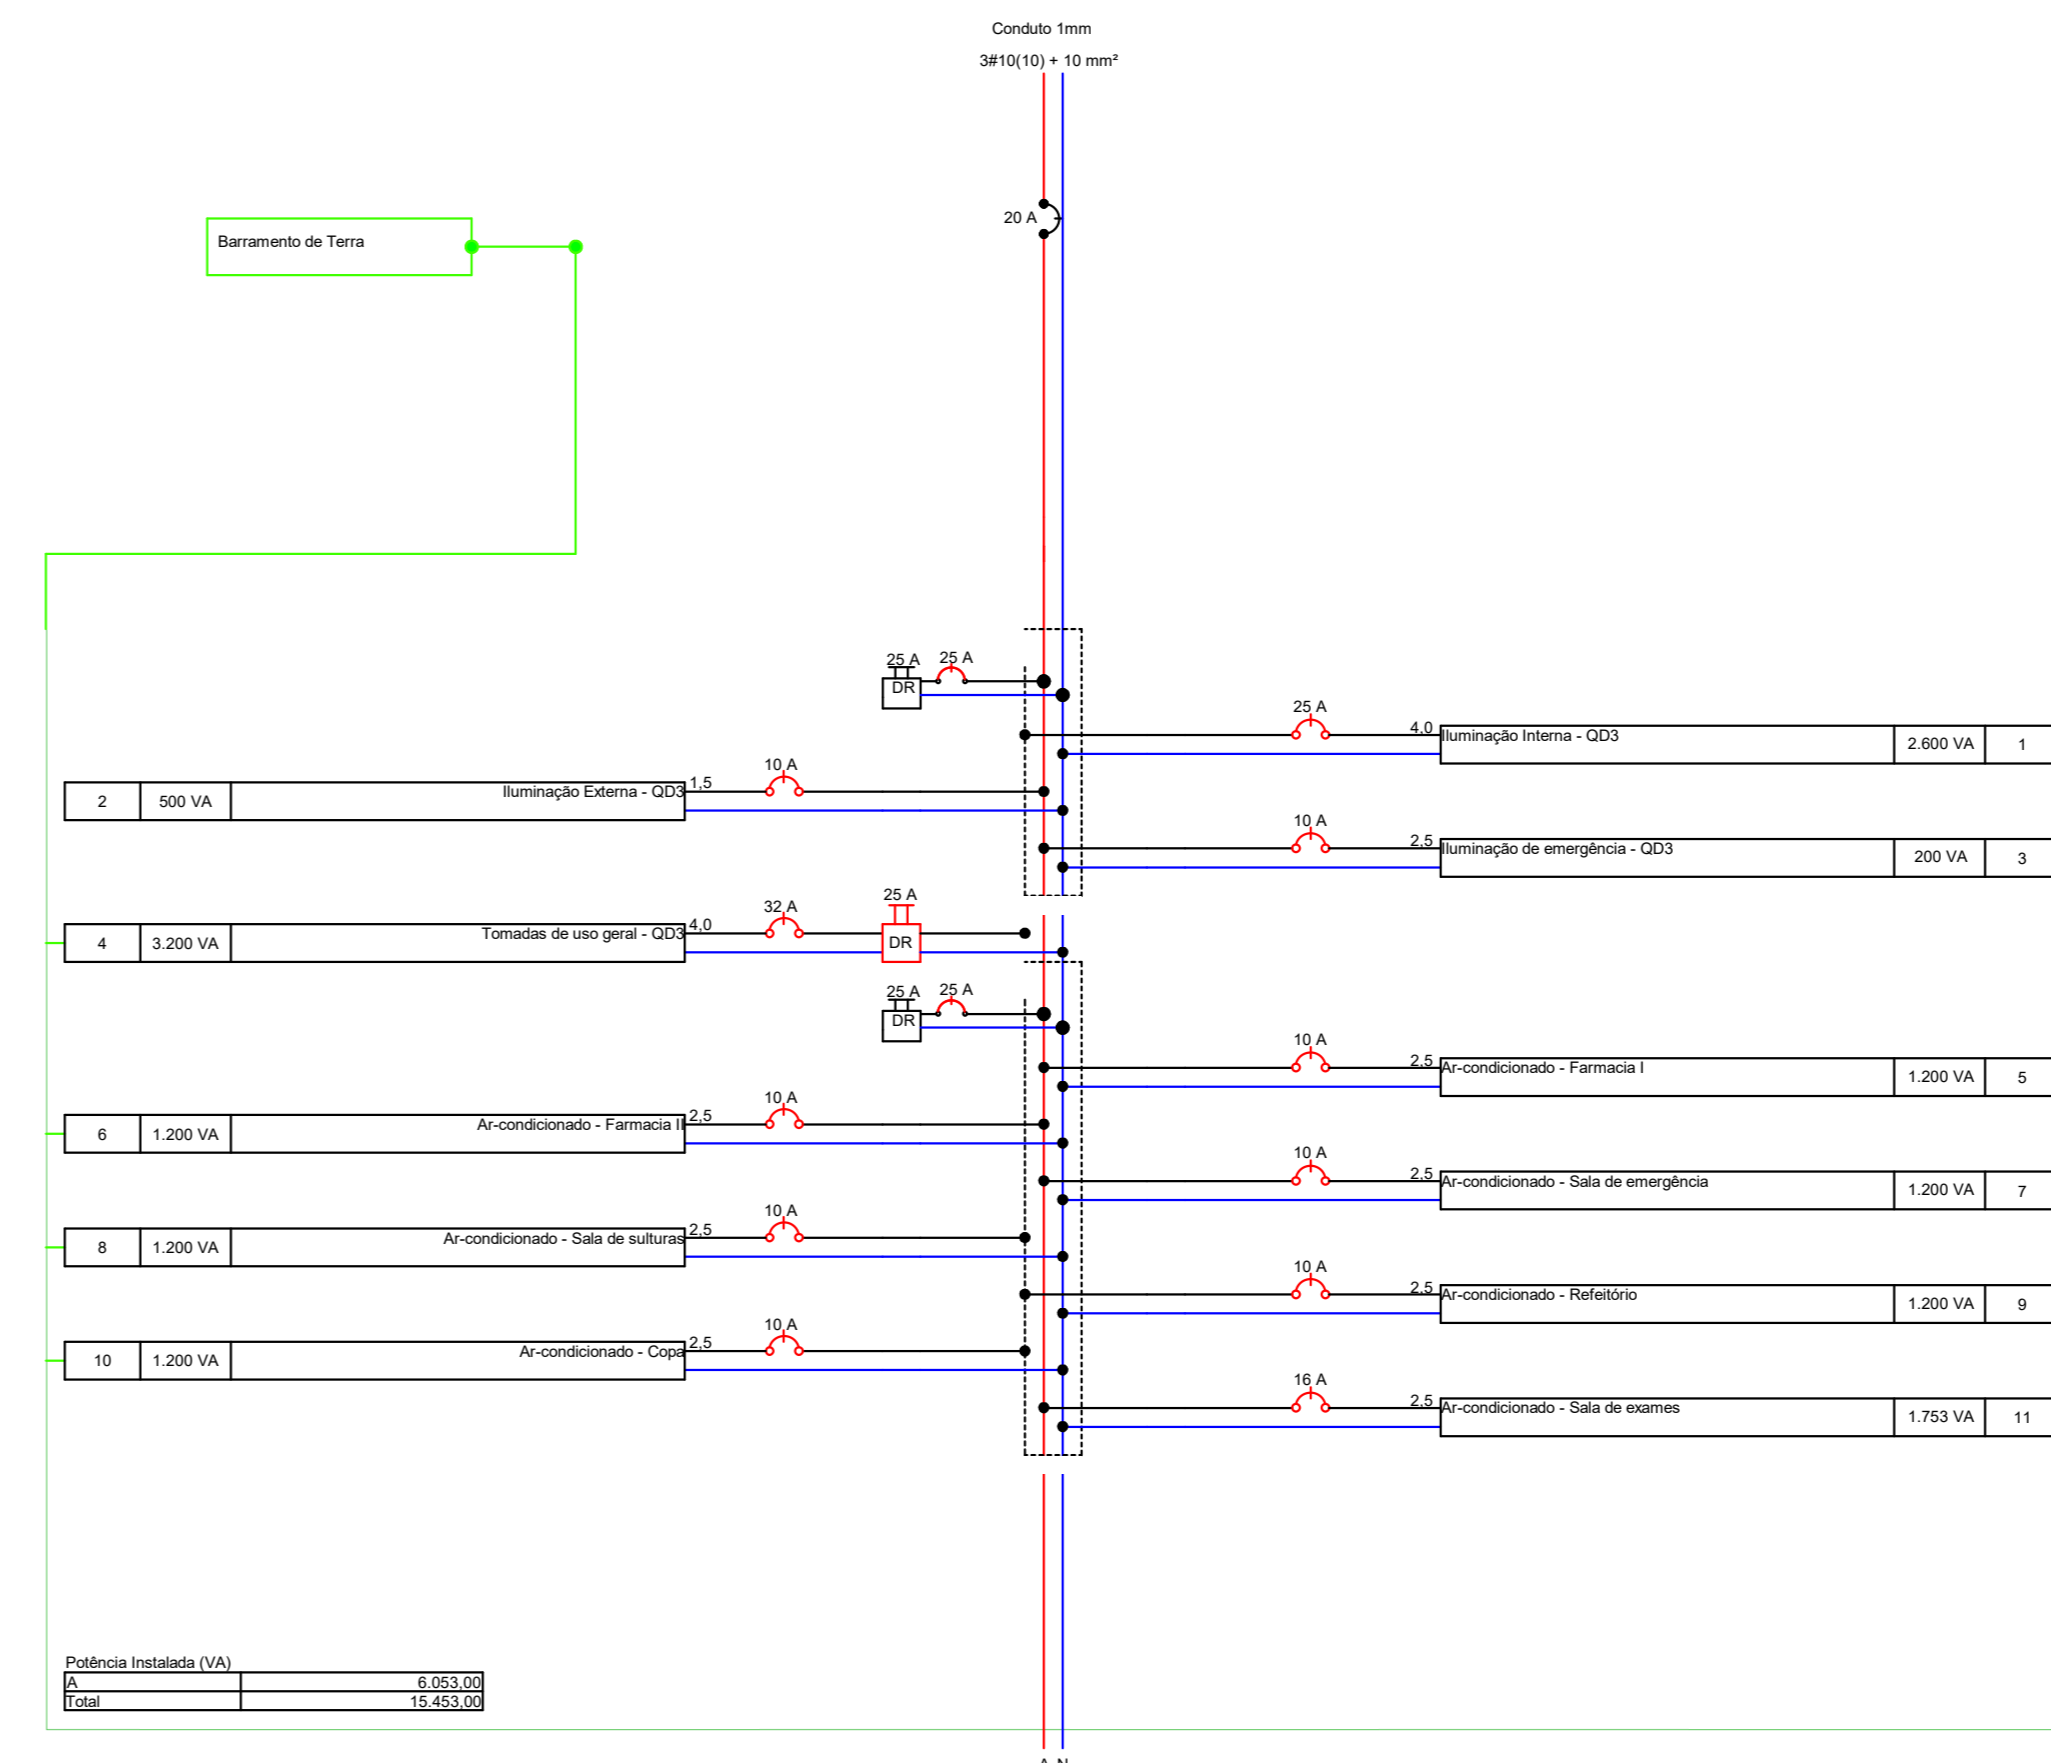 Conduto 1mm
3#10(10) + 10 mm²
20 A
Barramento de Terra
25 A 25 A
DR
25 A
4,0 Iluminação Interna - QD3 2.600 VA 1
10 A
2 500 VA Iluminação Externa - QD3 1,5
10 A
2,5 Iluminação de emergência - QD3 200 VA 3
32 A 25 A
4 3.200 VA Tomadas de uso geral - QD3 4,0 DR
25 A 25 A
DR
10 A
2,5 Ar-condicionado - Farmacia I 1.200 VA 5
10 A
6 1.200 VA Ar-condicionado - Farmacia II 2,5
10 A
2,5 Ar-condicionado - Sala de emergência 1.200 VA 7
10 A
8 1.200 VA Ar-condicionado - Sala de sulturas 2,5
10 A
2,5 Ar-condicionado - Refeitório 1.200 VA 9
10 A
10 1.200 VA Ar-condicionado - Copa 2,5
16 A
2,5 Ar-condicionado - Sala de exames 1.753 VA 11
Potência Instalada (VA)
A 6.053,00
Total 15.453,00
A N